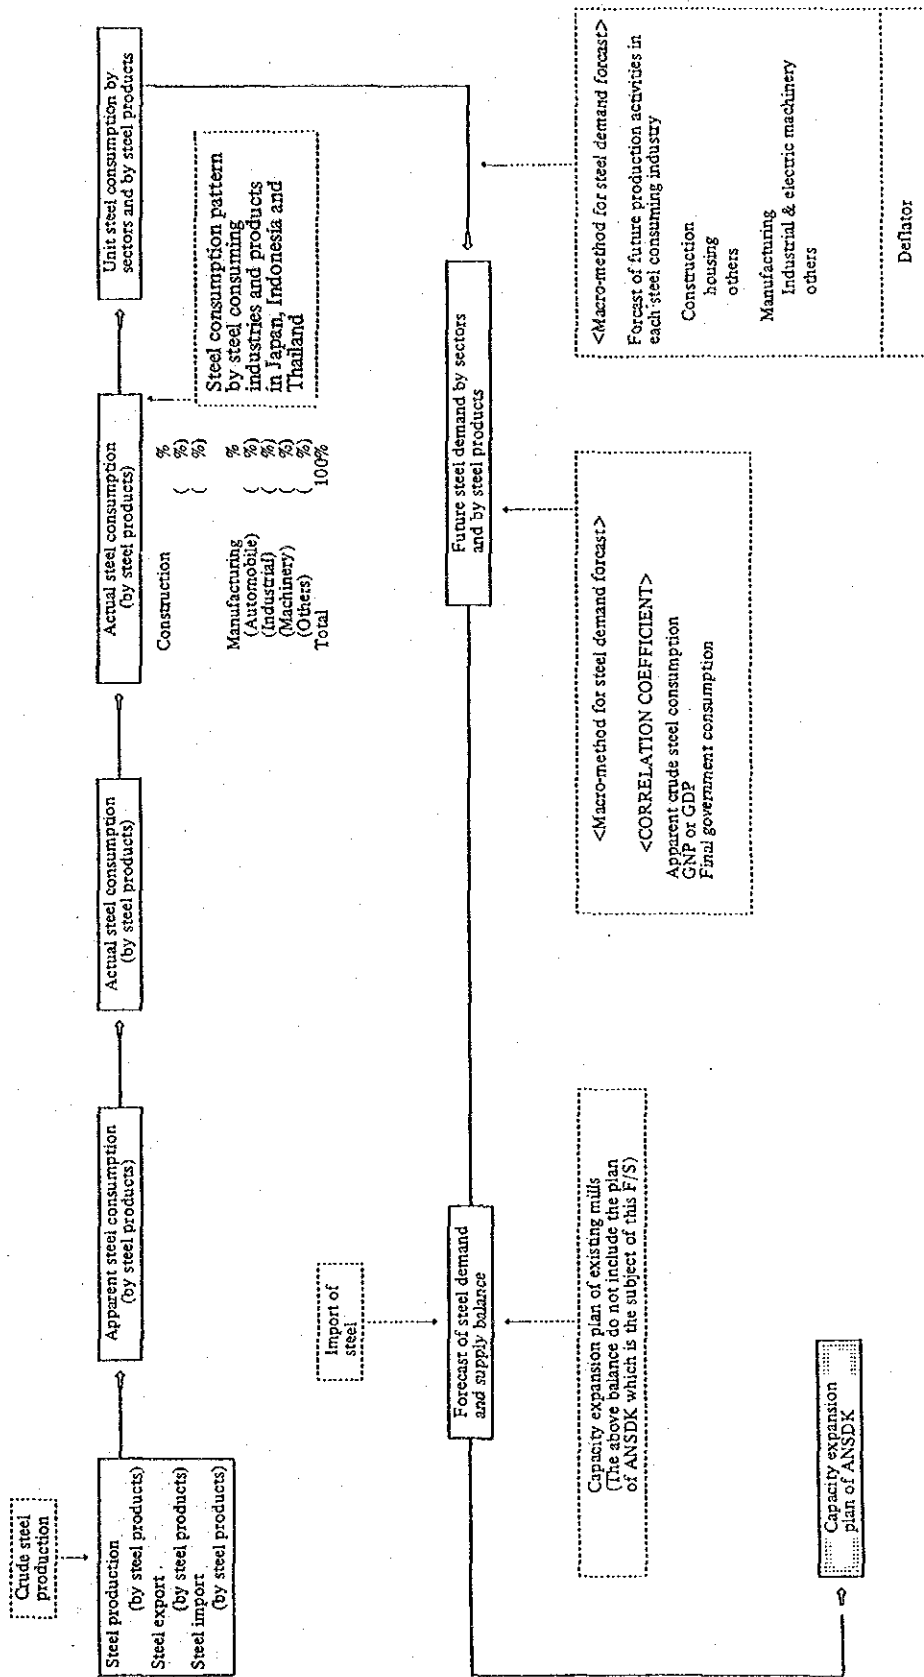 Crude steel
production
Steel production
(by steel products)
Steel export
(by steel products)
Steel import
(by steel products)
Apparent steel consumption
(by steel products)
Actual steel consumption
(by steel products)
Actual steel consumption
(by steel products)
Construction %
( %)
( %)
Manufacturing %
(Automobile) ( %)
(Industrial) ( %)
(Machinery) ( %)
(Others) ( %)
Total 100%
Steel consumption pattern
by steel consuming
industries and products
in Japan, Indonesia and
Thailand
Unit steel consumption by
sectors and by steel products
Import of
steel
Forecast of steel demand
and supply balance
Future steel demand by sectors
and by steel products
Capacity expansion plan of existing mills
(The above balance do not include the plan
of ANSDK which is the subject of this F/S)
<Macro-method for steel demand forcast>
<CORRELATION COEFFICIENT>
Apparent crude steel consumption
GNP or GDP
Final government consumption
<Macro-method for steel demand forcast>
Forcast of future production activities in
each steel consuming industry
Construction
housing
others
Manufacturing
Industrial & electric machinery
others
Deflator
Capacity expansion
plan of ANSDK